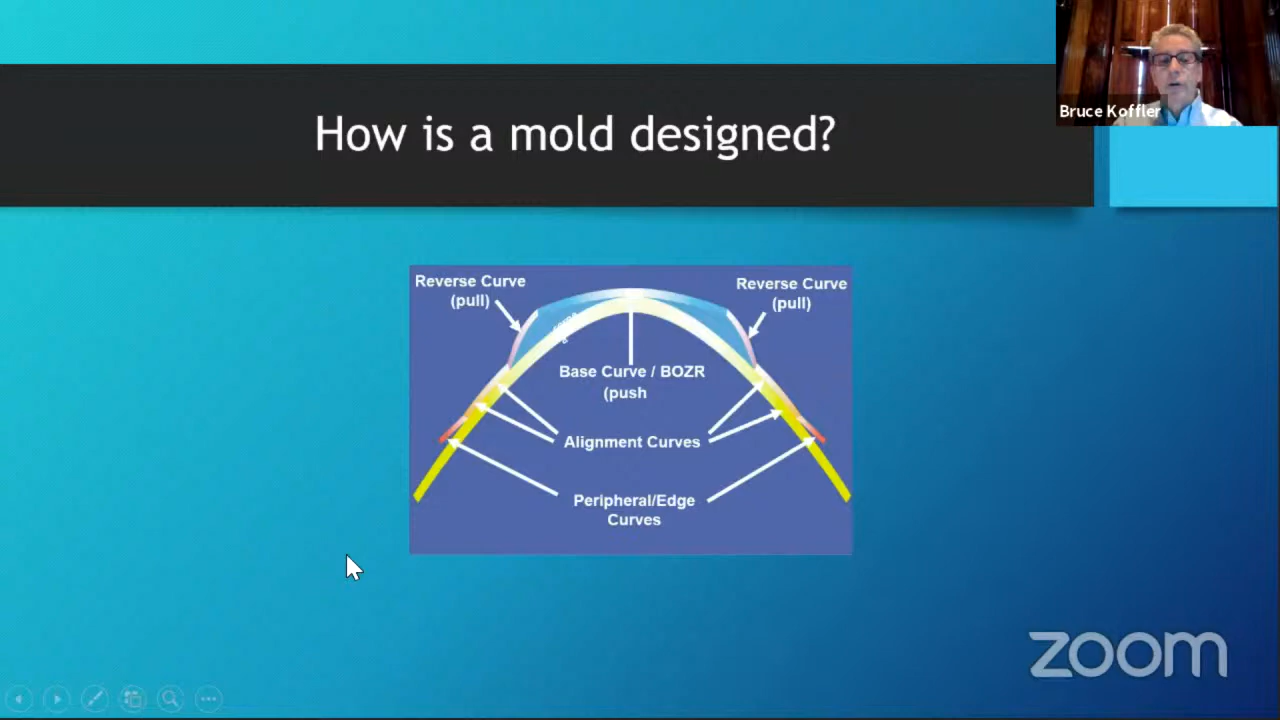 Bruce Koffler
How is a mold designed?
Reverse Curve
(pull)
Reverse Curve
(pull)
Base Curve / BOZR
(push
Alignment Curves
Peripheral/Edge
Curves
zoom